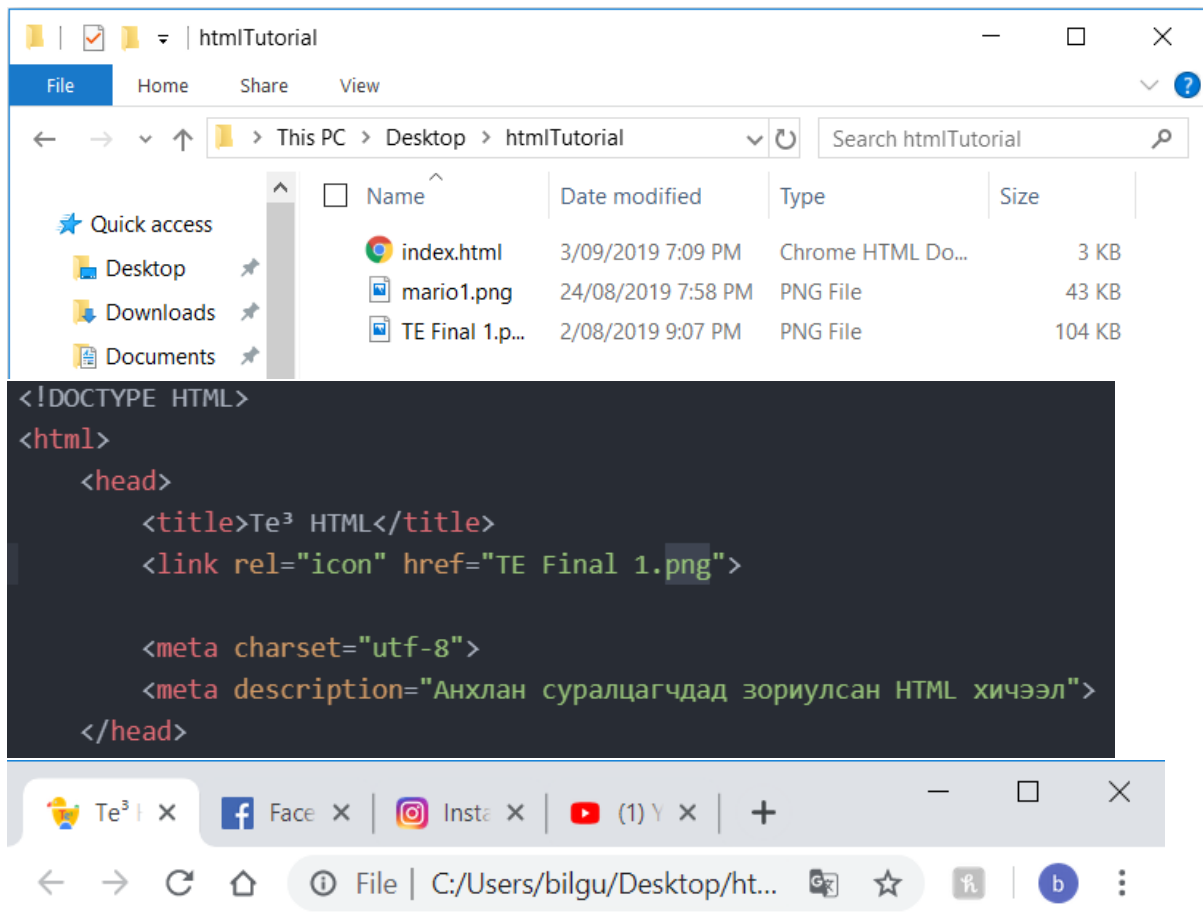 htmlTutorial
File Home Share View
This PC > Desktop > htmlTutorial Search htmlTutorial
Name Date modified Type Size
Quick access
index.html 3/09/2019 7:09 PM Chrome HTML Do... 3 KB
Desktop
mario1.png 24/08/2019 7:58 PM PNG File 43 KB
Downloads
TE Final 1.p... 2/08/2019 9:07 PM PNG File 104 KB
Documents
<!DOCTYPE HTML>
<html>
<head>
<title>Te³ HTML</title>
<link rel="icon" href="TE Final 1.png">
<meta charset="utf-8">
<meta description="Анхлан суралцагчдад зориулсан HTML хичээл">
</head>
Te³ Face Insta (1) Y
File | C:/Users/bilgu/Desktop/ht... b